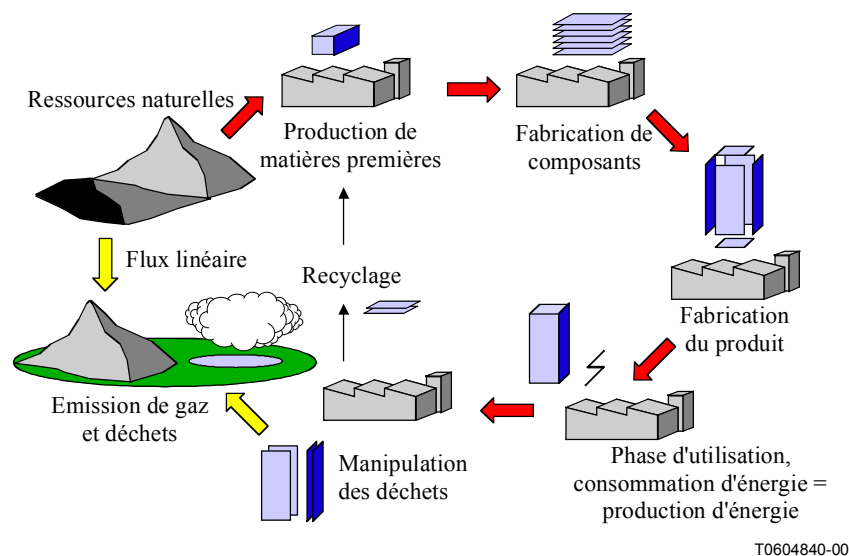 Ressources naturelles
Production de
matières premières
Fabrication de
composants
Flux linéaire
Recyclage
Fabrication
du produit
Emission de gaz
et déchets
Manipulation
des déchets
Phase d'utilisation,
consommation d'énergie =
production d'énergie
T0604840-00